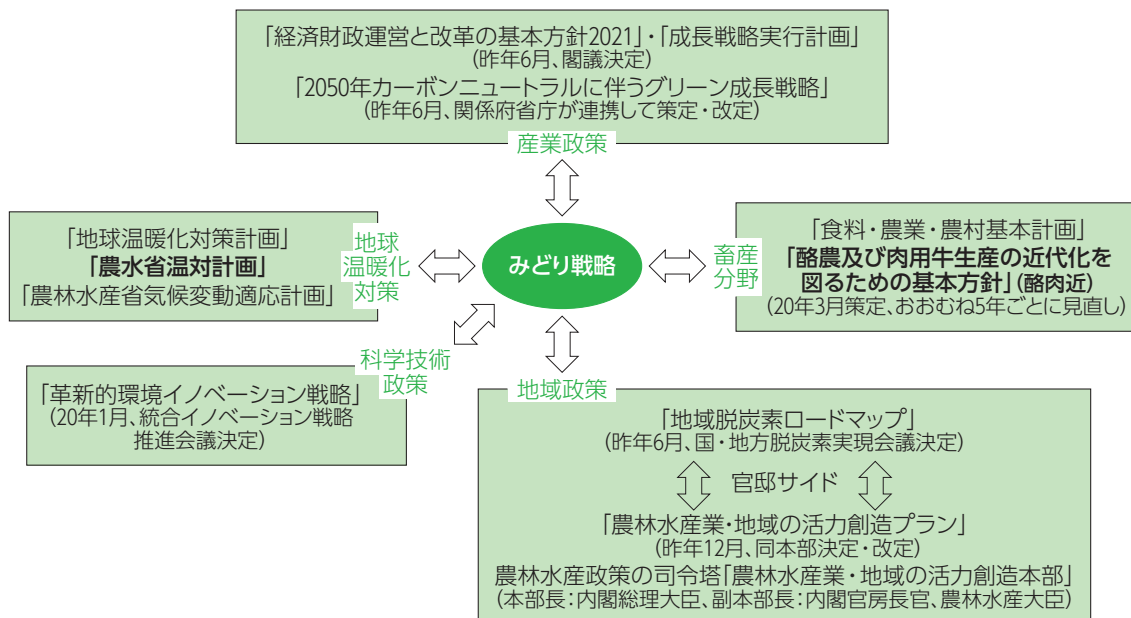 「経済財政運営と改革の基本方針2021」・「成長戦略実行計画」
(昨年6月、閣議決定)
「2050年カーボンニュートラルに伴うグリーン成長戦略」
(昨年6月、関係府省庁が連携して策定・改定)
産業政策
「地球温暖化対策計画」
「農水省温対計画」
「農林水産省気候変動適応計画」
地球
温暖化
対策
みどり戦略
畜産
分野
「食料・農業・農村基本計画」
「酪農及び肉用牛生産の近代化を
図るための基本方針」(酪肉近)
(20年3月策定、おおむね5年ごとに見直し)
科学技術
政策
「革新的環境イノベーション戦略」
(20年1月、統合イノベーション戦略
推進会議決定)
地域政策
「地域脱炭素ロードマップ」
(昨年6月、国・地方脱炭素実現会議決定)
官邸サイド
「農林水産業・地域の活力創造プラン」
(昨年12月、同本部決定・改定)
農林水産政策の司令塔「農林水産業・地域の活力創造本部」
(本部長:内閣総理大臣、副本部長:内閣官房長官、農林水産大臣)